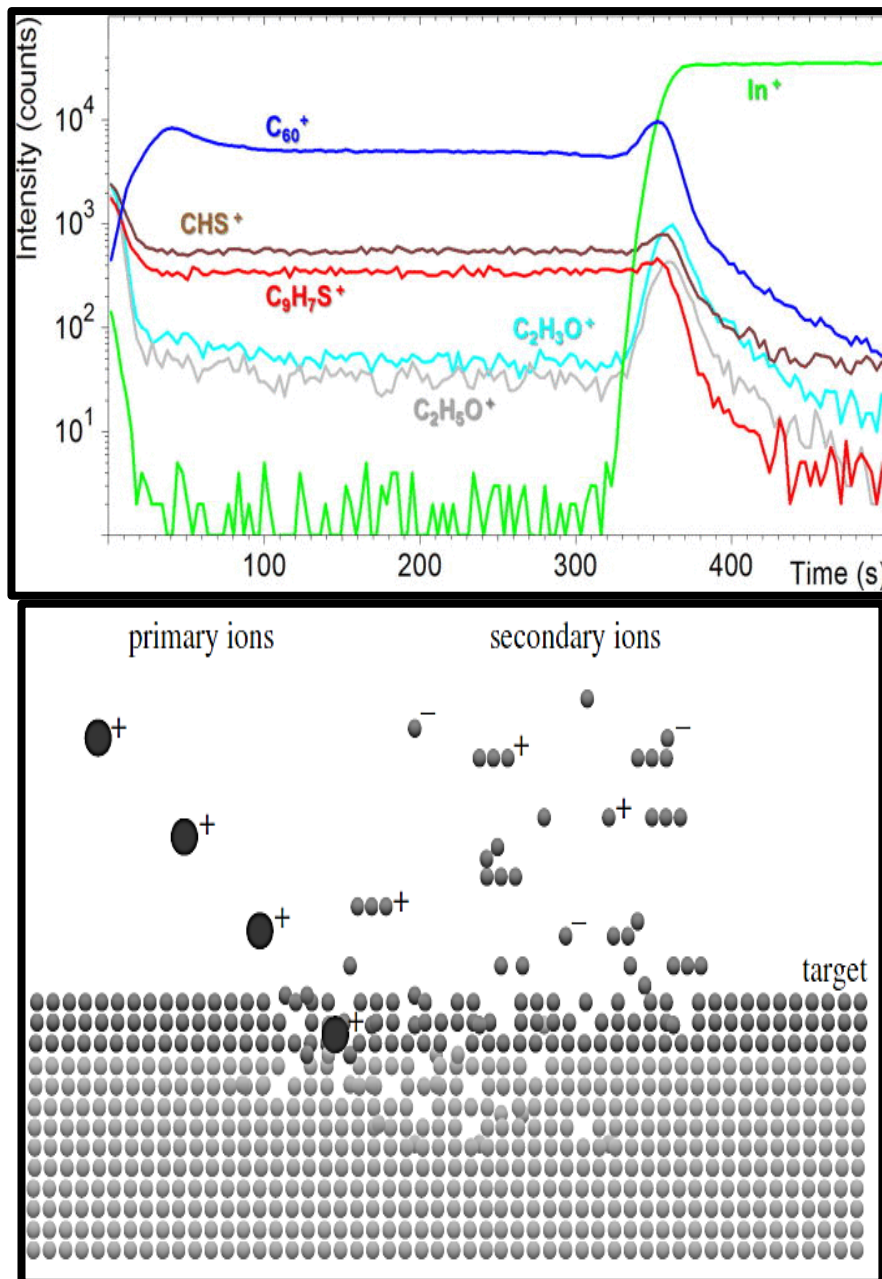 Intensity (counts)
10⁴
10³
10²
10¹
C₆₀⁺
In⁺
CHS⁺
C₉H₇S⁺
C₂H₃O⁺
C₂H₅O⁺
100 200 300 400 Time (s)
primary ions secondary ions
+
−
+
−
+
+
+
+
−
target
+